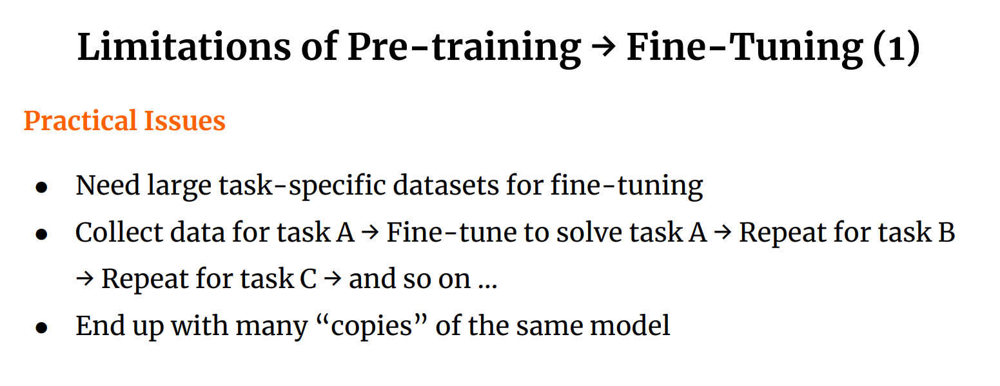 Limitations of Pre-training → Fine-Tuning (1)
Practical Issues
● Need large task-specific datasets for fine-tuning
● Collect data for task A → Fine-tune to solve task A → Repeat for task B
→ Repeat for task C → and so on ...
● End up with many “copies” of the same model